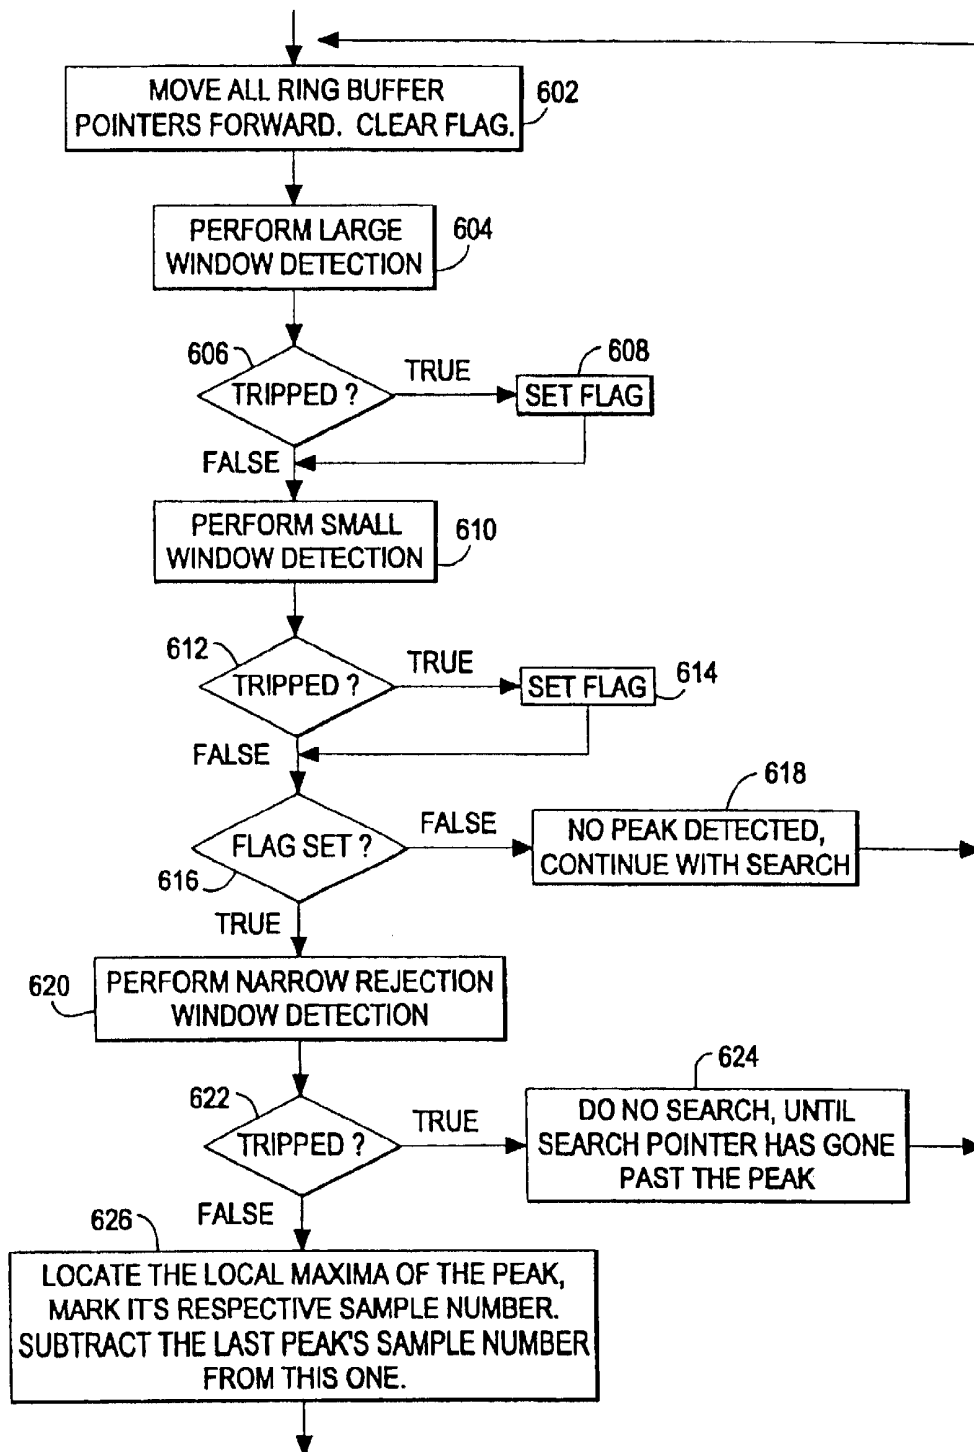 MOVE ALL RING BUFFER
POINTERS FORWARD. CLEAR FLAG.
602
PERFORM LARGE
WINDOW DETECTION
604
606
TRIPPED ?
TRUE
608
SET FLAG
FALSE
PERFORM SMALL
WINDOW DETECTION
610
612
TRIPPED ?
TRUE
SET FLAG
614
FALSE
FLAG SET ?
616
FALSE
618
NO PEAK DETECTED,
CONTINUE WITH SEARCH
TRUE
620
PERFORM NARROW REJECTION
WINDOW DETECTION
622
TRIPPED ?
TRUE
624
DO NO SEARCH, UNTIL
SEARCH POINTER HAS GONE
PAST THE PEAK
FALSE
626
LOCATE THE LOCAL MAXIMA OF THE PEAK,
MARK ITS RESPECTIVE SAMPLE NUMBER.
SUBTRACT THE LAST PEAK'S SAMPLE NUMBER
FROM THIS ONE.